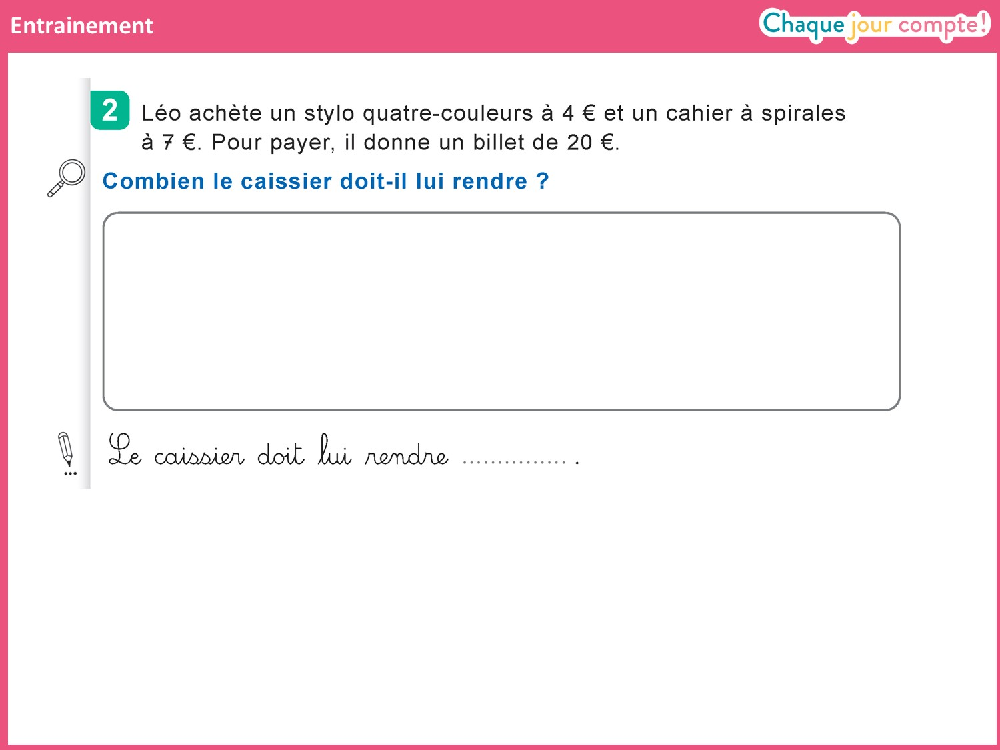 Entrainement
Chaque jour compte!
2
Léo achète un stylo quatre-couleurs à 4 € et un cahier à spirales
à 7 €. Pour payer, il donne un billet de 20 €.
Combien le caissier doit-il lui rendre ?
Le caissier doit lui rendre ............... .